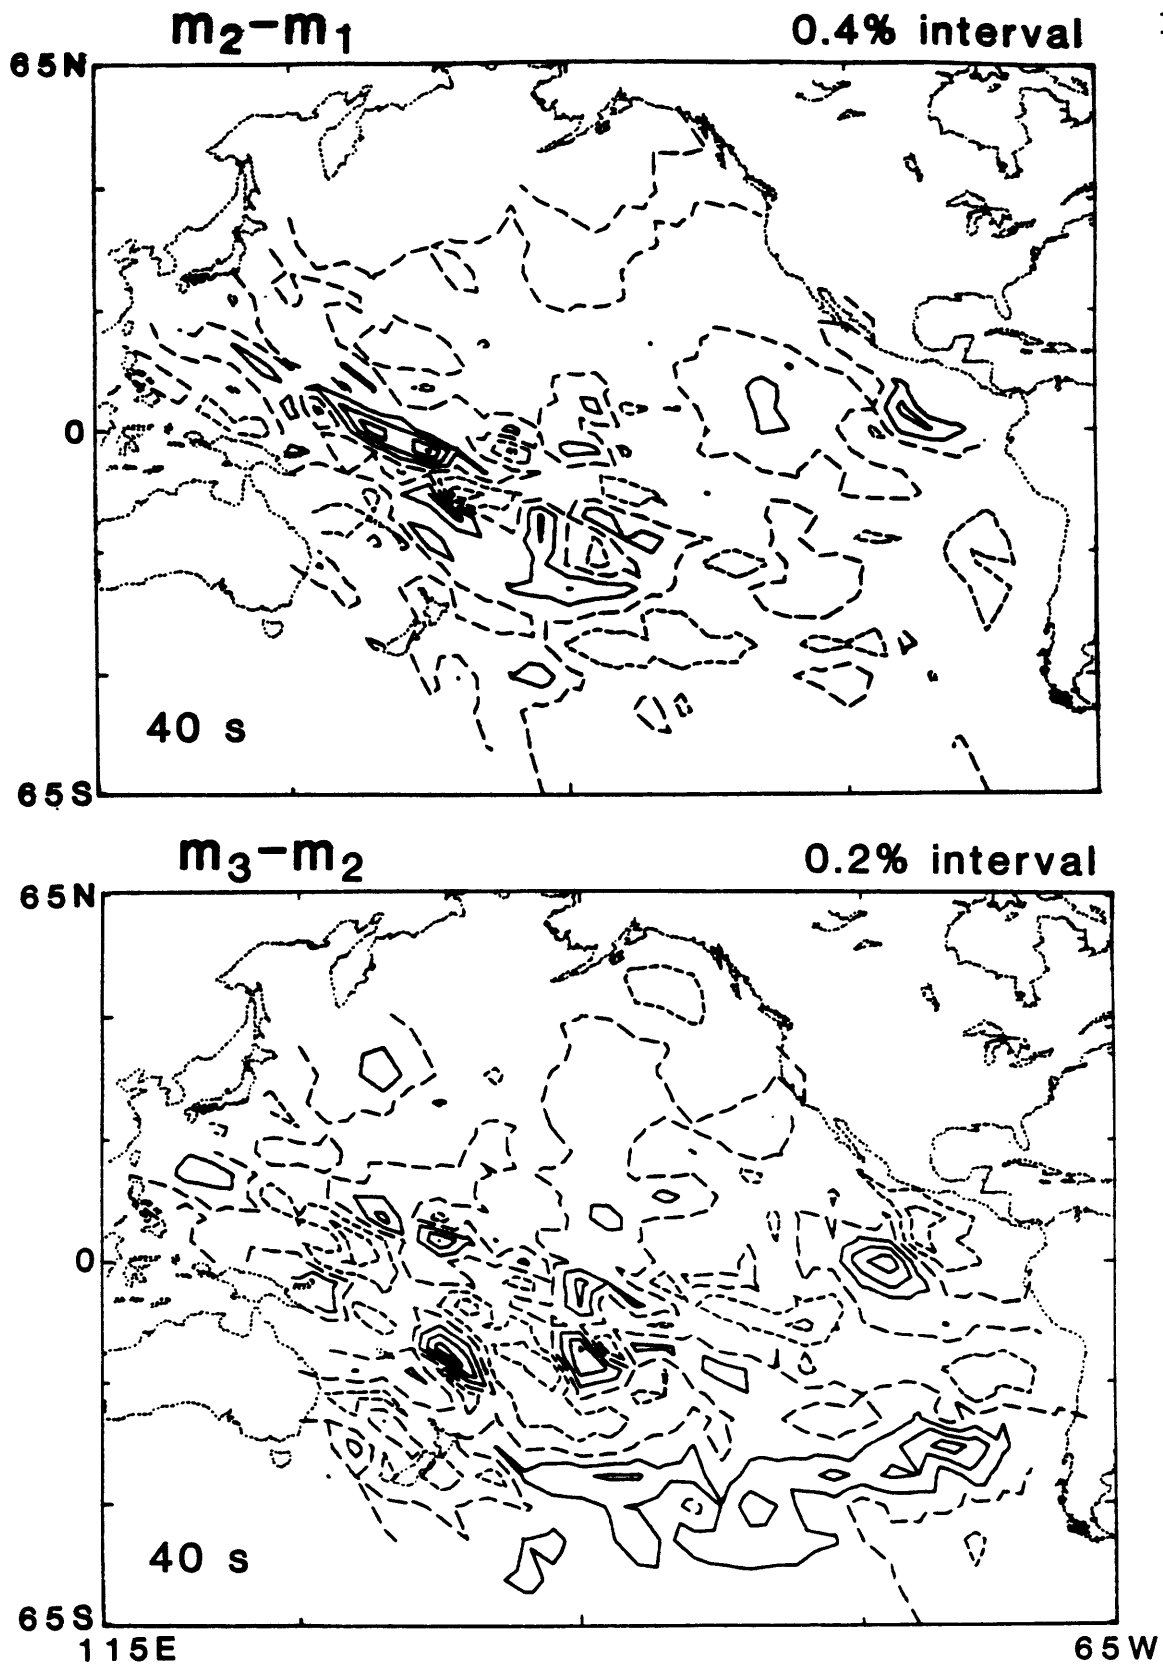 m₂–m₁ 0.4% interval
65N
0
40 s
65S
m₃–m₂ 0.2% interval
65N
0
40 s
65S
115E 65W